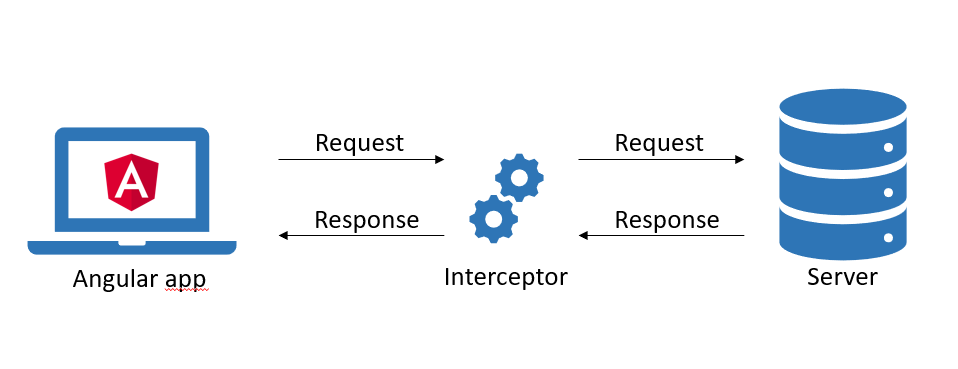 Request
Request
Response
Response
Angular app
Interceptor
Server